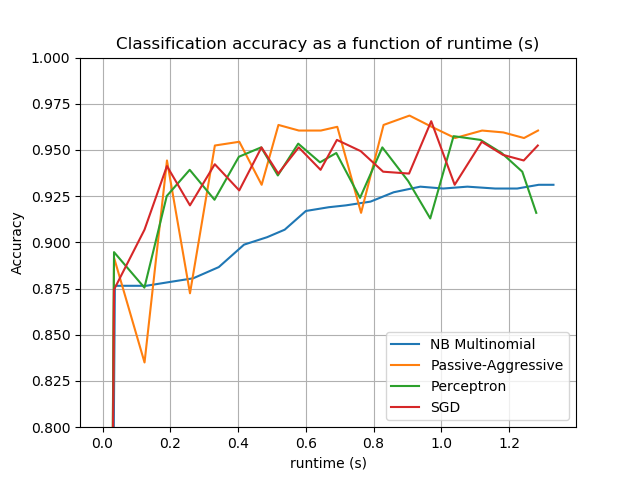 Classification accuracy as a function of runtime (s)
1.000
0.975
0.950
0.925
0.900
0.875
0.850
0.825
0.800
Accuracy
NB Multinomial
Passive-Aggressive
Perceptron
SGD
0.0 0.2 0.4 0.6 0.8 1.0 1.2
runtime (s)